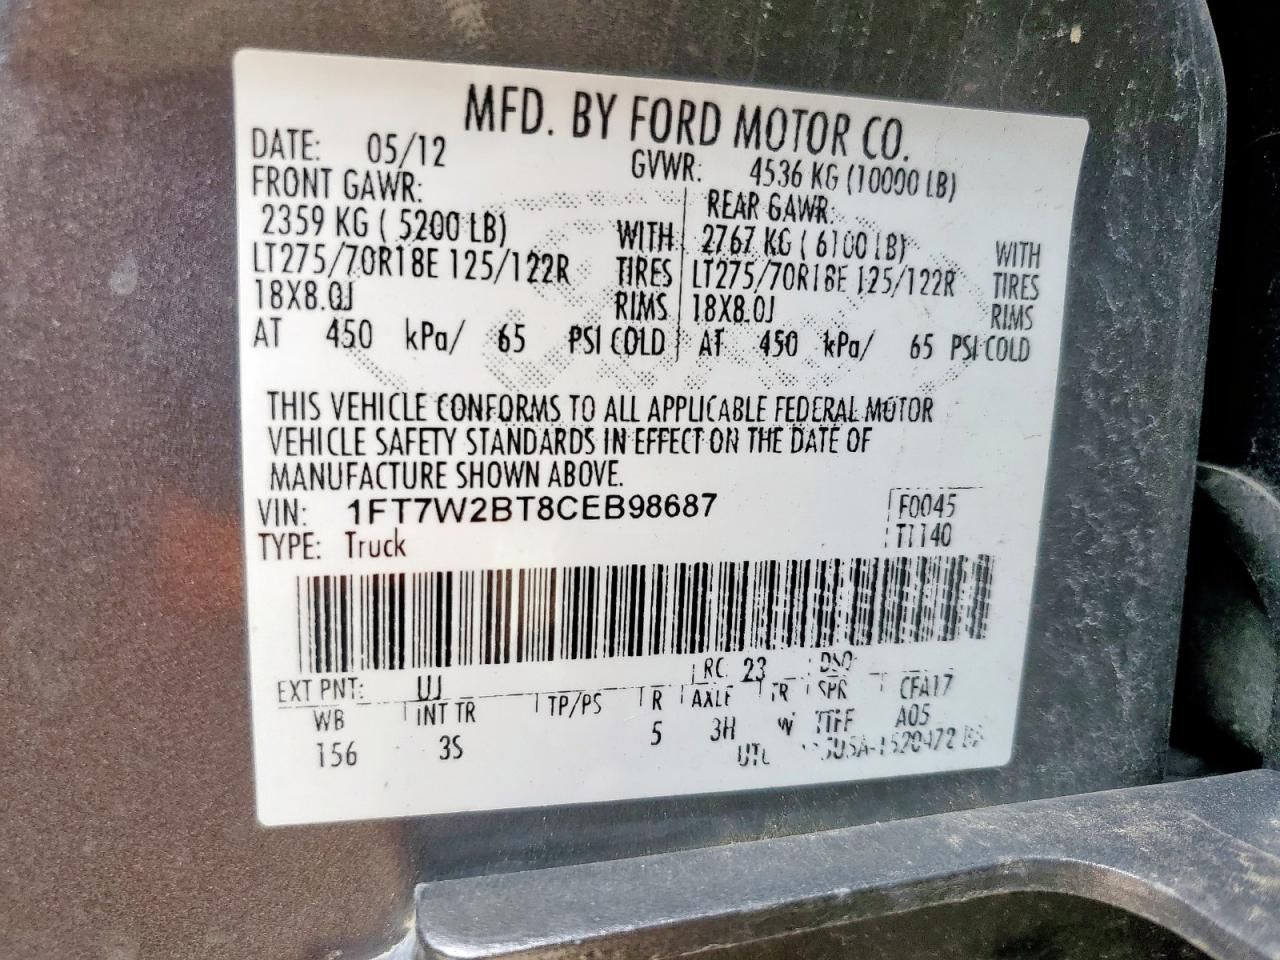 MFD. BY FORD MOTOR CO.
DATE: 05/12 GVWR: 4536 KG (10000 LB)
FRONT GAWR: REAR GAWR:
2359 KG ( 5200 LB) WITH 2767 KG ( 6100 LB) WITH
LT275/70R18E 125/122R TIRES LT275/70R18E 125/122R TIRES
18X8.0J RIMS 18X8.0J RIMS
AT 450 kPa/ 65 PSI COLD AT 450 kPa/ 65 PSI COLD
THIS VEHICLE CONFORMS TO ALL APPLICABLE FEDERAL MOTOR
VEHICLE SAFETY STANDARDS IN EFFECT ON THE DATE OF
MANUFACTURE SHOWN ABOVE.
VIN: 1FT7W2BT8CEB98687 F0045
TYPE: Truck T1140
EXT PNT: UJ RC: 23 DSO:
WB INT TR TP/PS R AXLE TR SPR CFA17
156 3S 5 3H W A05